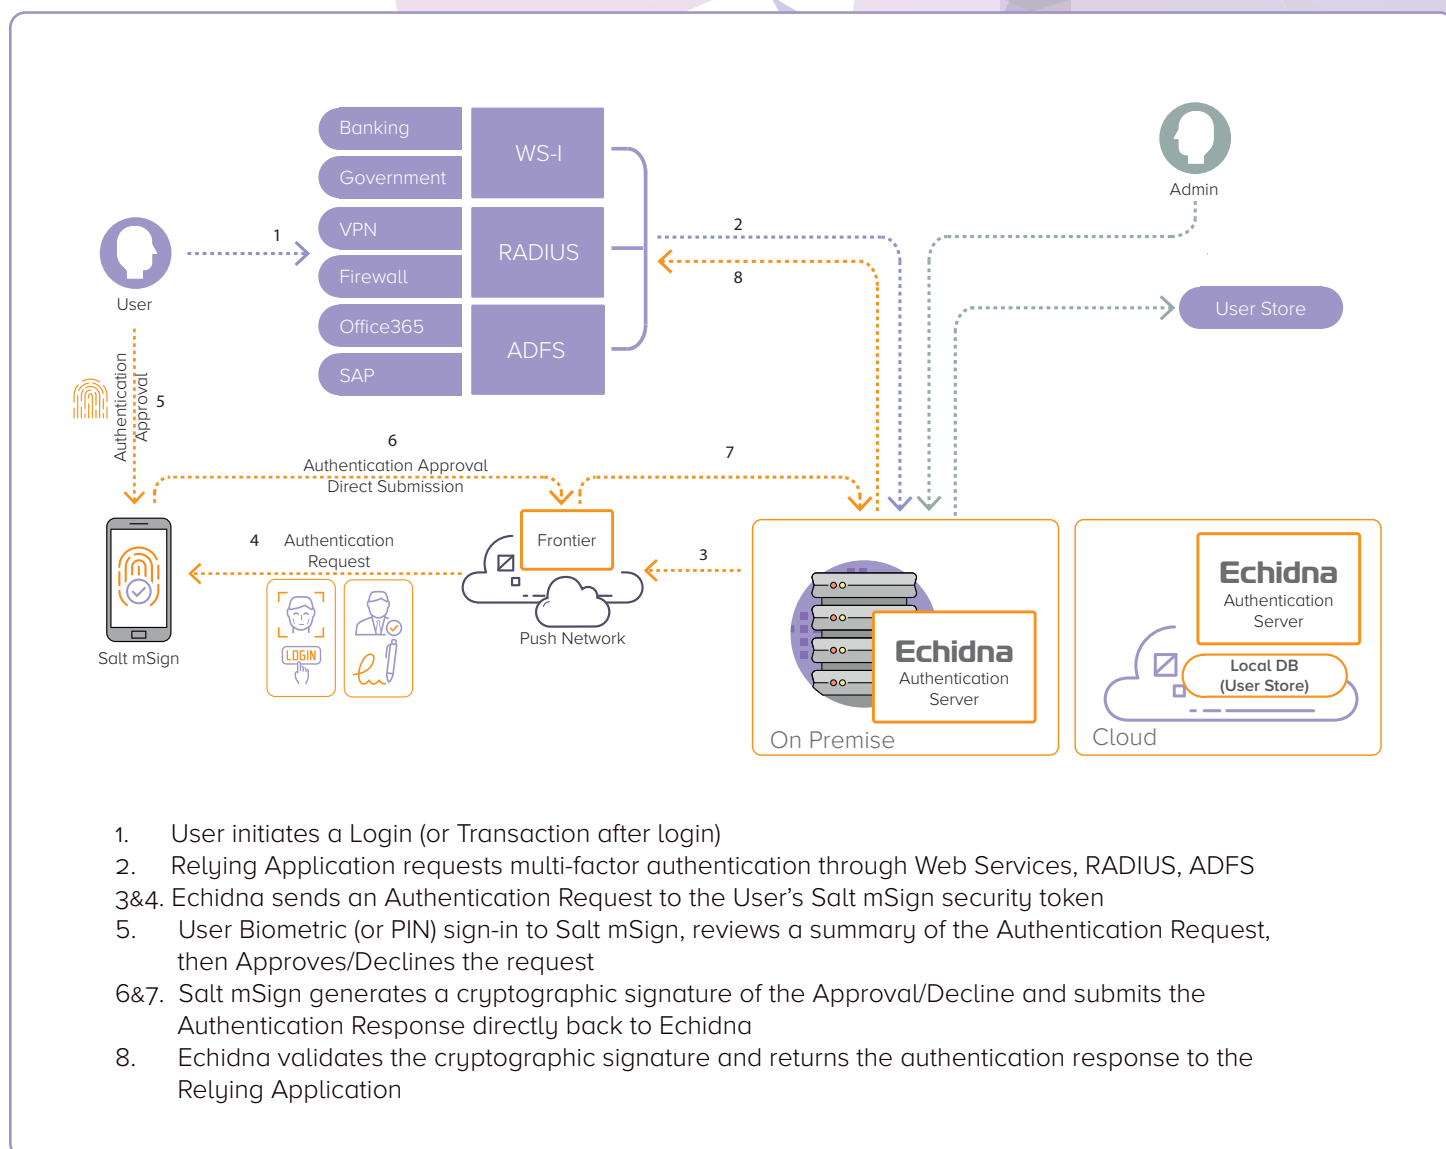 Banking
WS-I
Government
VPN
RADIUS
Firewall
Office365
ADFS
SAP
User
1
2
8
Admin
User Store
Authentication
Approval
5
6
Authentication Approval
Direct Submission
7
4
Authentication
Request
LOGIN
Salt mSign
Frontier
Push Network
3
Echidna
Authentication
Server
On Premise
Echidna
Authentication
Server
Local DB
(User Store)
Cloud
1. User initiates a Login (or Transaction after login)
2. Relying Application requests multi-factor authentication through Web Services, RADIUS, ADFS
3&4. Echidna sends an Authentication Request to the User’s Salt mSign security token
5. User Biometric (or PIN) sign-in to Salt mSign, reviews a summary of the Authentication Request,
then Approves/Declines the request
6&7. Salt mSign generates a cryptographic signature of the Approval/Decline and submits the
Authentication Response directly back to Echidna
8. Echidna validates the cryptographic signature and returns the authentication response to the
Relying Application